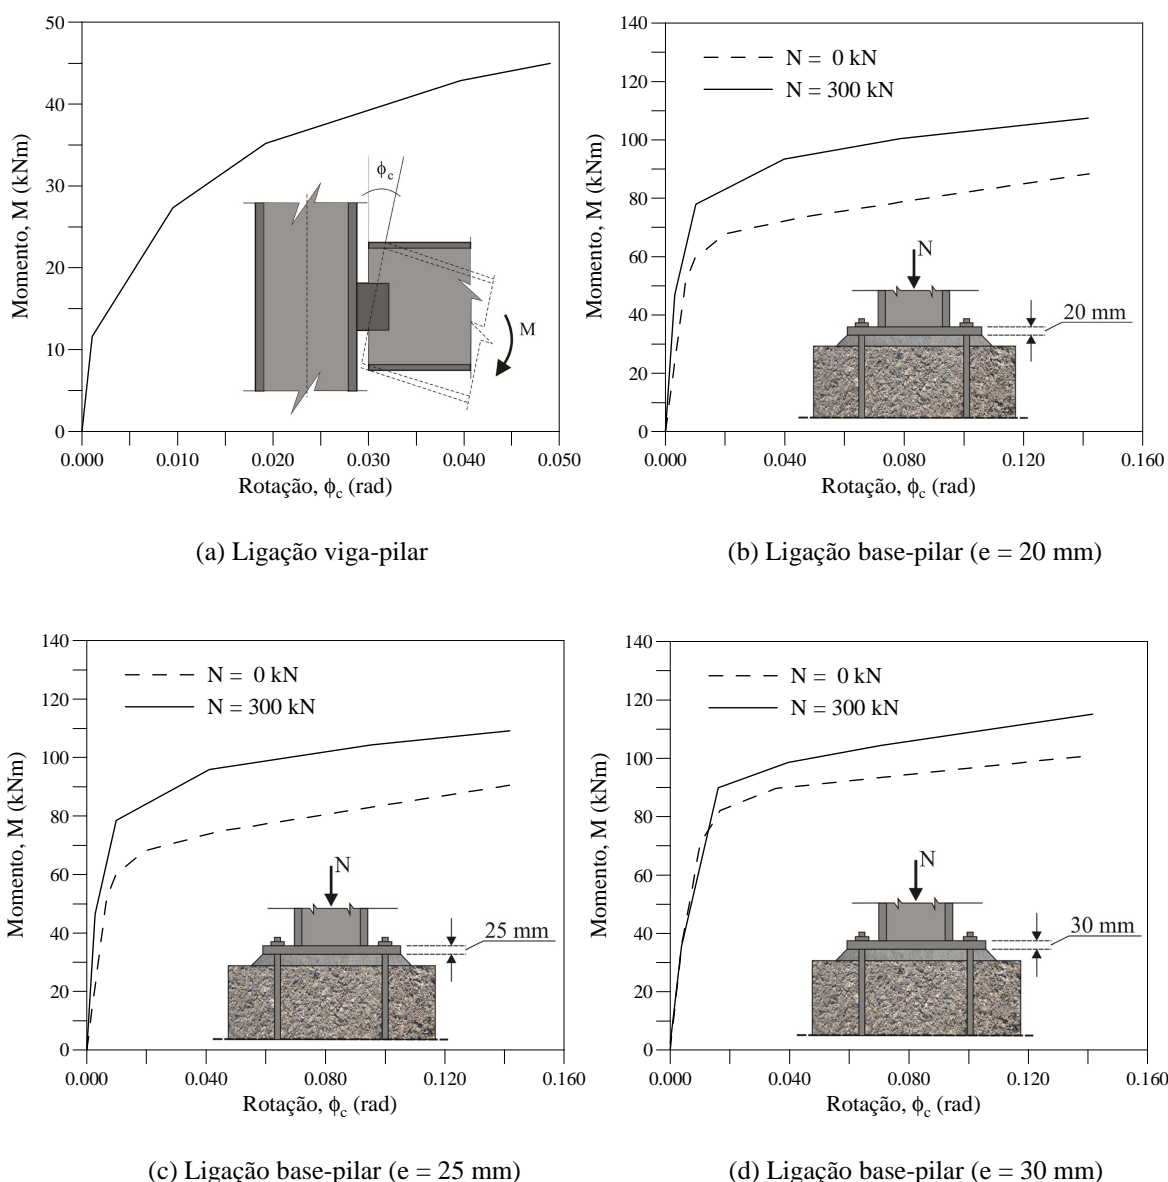 50
40
30
20
10
0
Momento, M (kNm)
ϕc
M
0.000 0.010 0.020 0.030 0.040 0.050
Rotação, ϕc (rad)
(a) Ligação viga-pilar
140
120
100
80
60
40
20
0
Momento, M (kNm)
N = 0 kN
N = 300 kN
N
20 mm
0.000 0.040 0.080 0.120 0.160
Rotação, ϕc (rad)
(b) Ligação base-pilar (e = 20 mm)
140
120
100
80
60
40
20
0
Momento, M (kNm)
N = 0 kN
N = 300 kN
N
25 mm
0.000 0.040 0.080 0.120 0.160
Rotação, ϕc (rad)
(c) Ligação base-pilar (e = 25 mm)
140
120
100
80
60
40
20
0
Momento, M (kNm)
N = 0 kN
N = 300 kN
N
30 mm
0.000 0.040 0.080 0.120 0.160
Rotação, ϕc (rad)
(d) Ligação base-pilar (e = 30 mm)